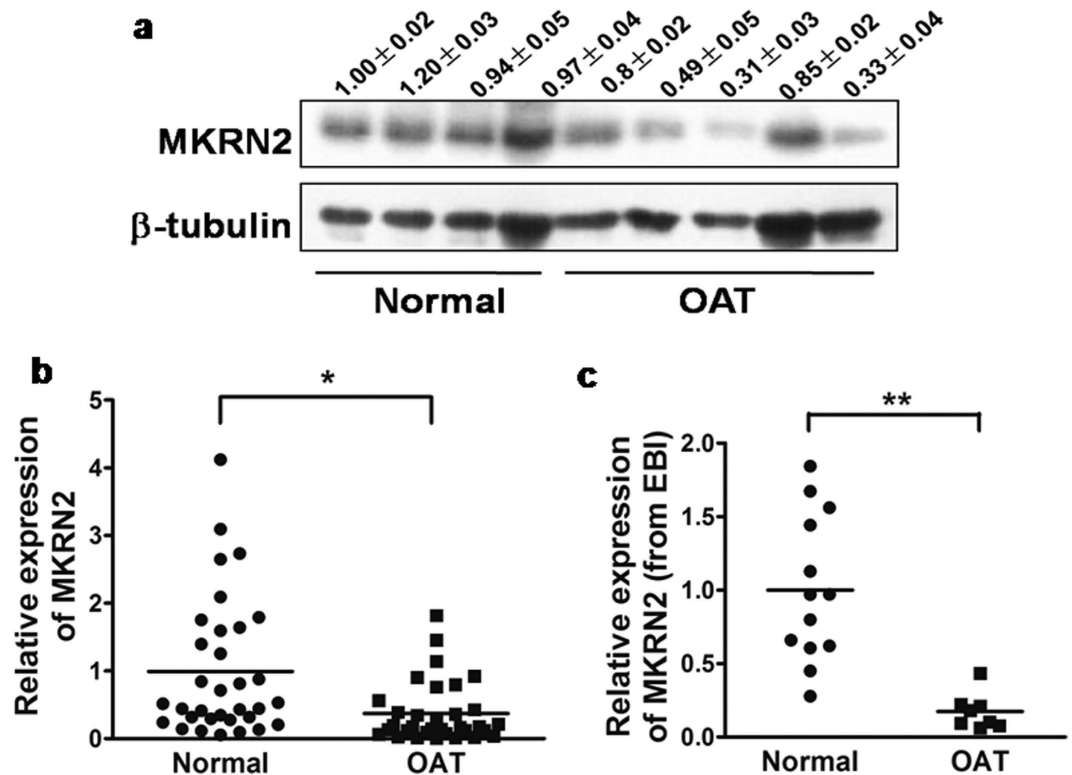 a
1.00±0.02 1.20±0.03 0.94±0.05 0.97±0.04 0.8±0.02 0.49±0.05 0.31±0.03 0.85±0.02 0.33±0.04
MKRN2
β-tubulin
Normal OAT
b
*
Relative expression
of MKRN2
5
4
3
2
1
0
Normal OAT
c
**
Relative expression
of MKRN2 (from EBI)
2.0
1.5
1.0
0.5
0.0
Normal OAT